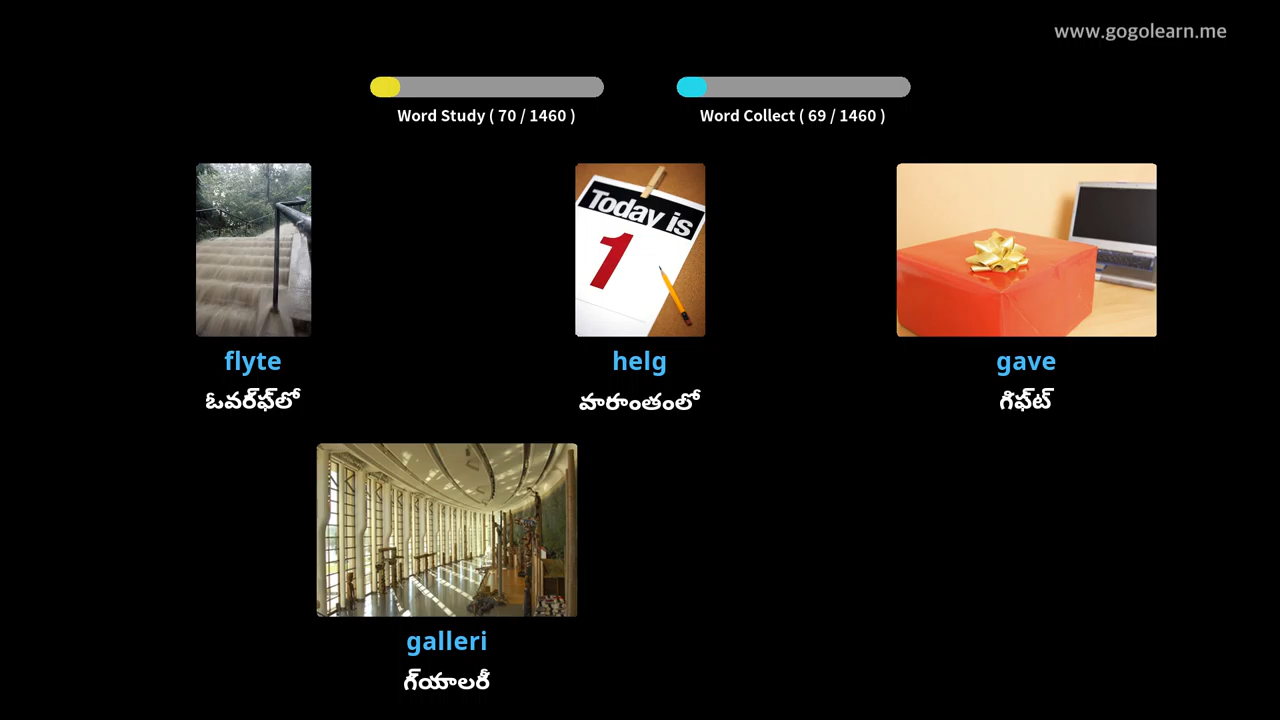 www.gogolearn.me
Word Study ( 70 / 1460 )
Word Collect ( 69 / 1460 )
Today is
1
flyte
helg
gave
ఓవర్‌ఫ్‌లో
హరాంతంలో
గిఫ్‌ట్
galleri
గ్‌యాలరీ